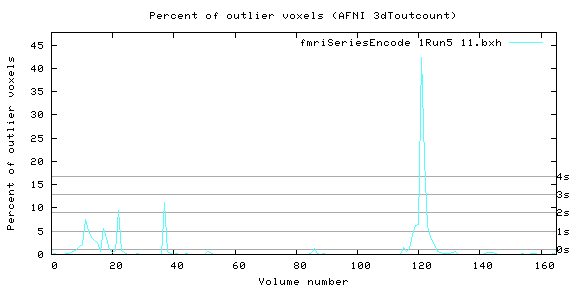 Percent of outlier voxels (AFNI 3dToutcount)
fmriSeriesEncode 1Run5 11.bxh
Percent of outlier voxels
45
40
35
30
25
20
15
10
5
0
4s
3s
2s
1s
0s
0 20 40 60 80 100 120 140 160
Volume number